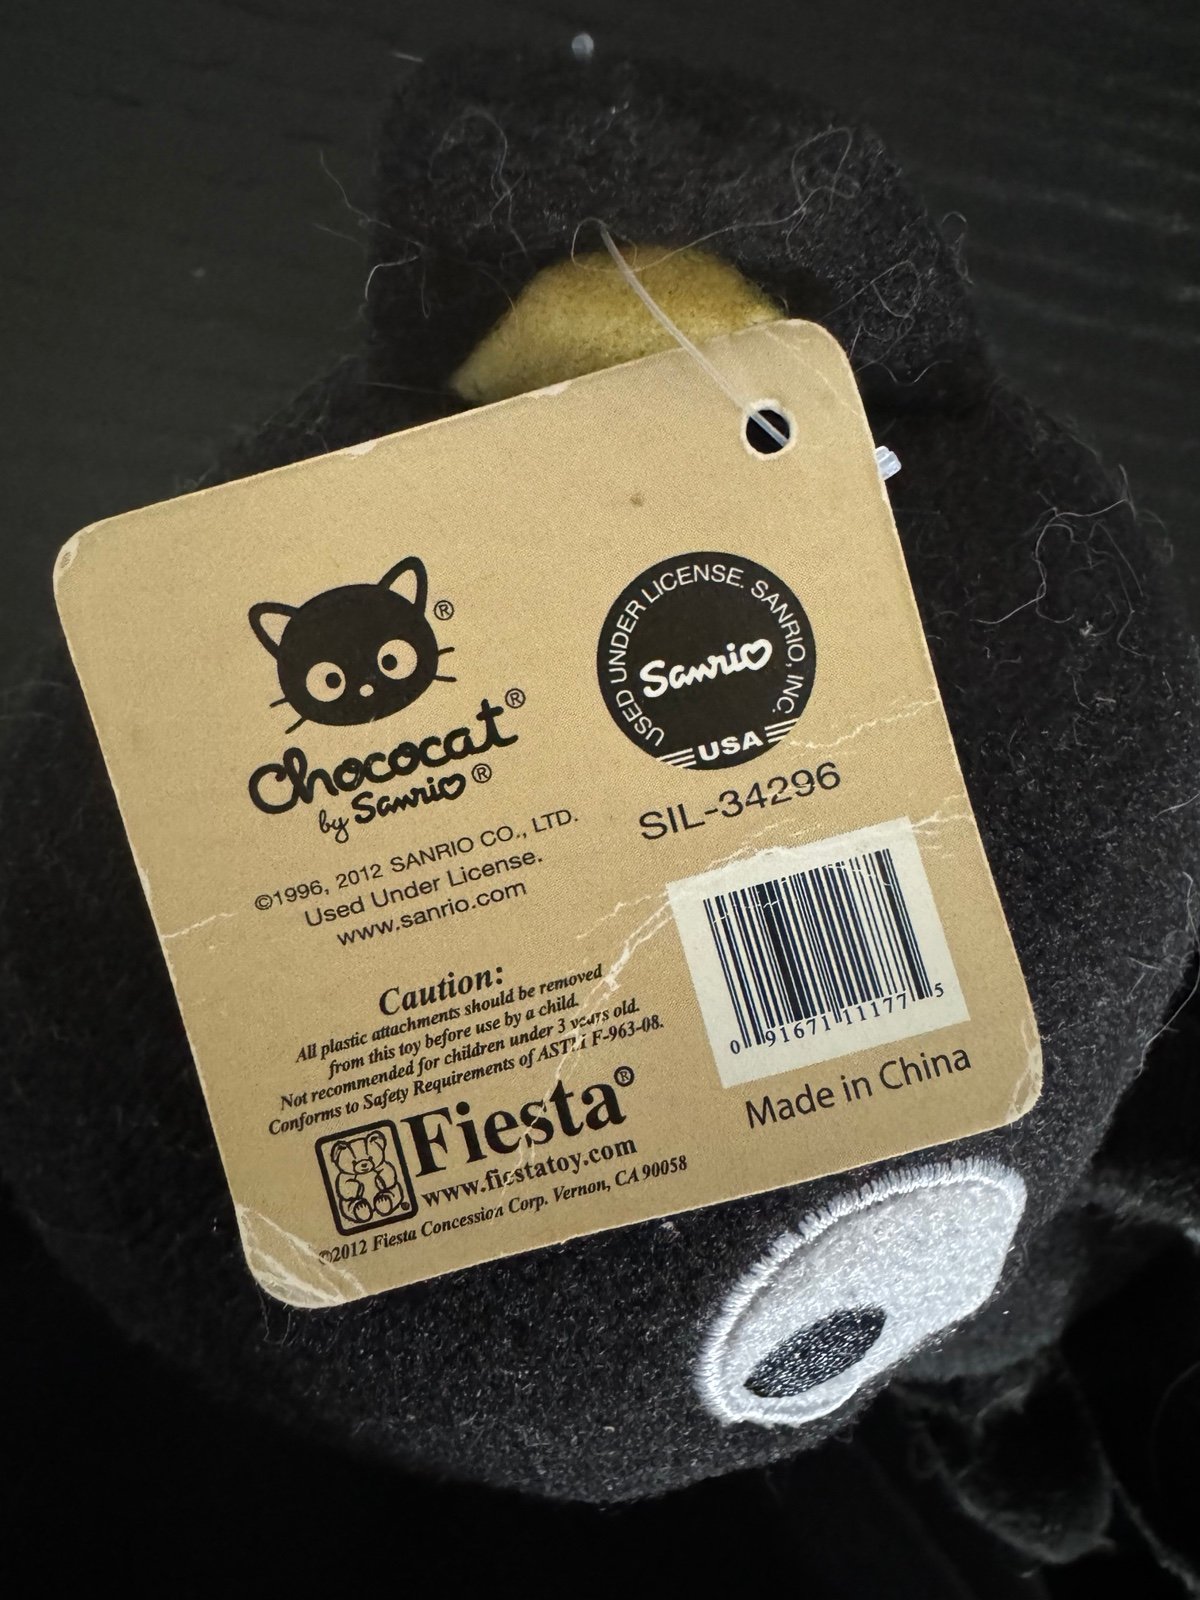 ®
Chococat®
by Sanrio®
©1996, 2012 SANRIO CO., LTD.
Used Under License.
www.sanrio.com
USED UNDER LICENSE. SANRIO, INC.
Sanrio
USA
SIL-34296
0 91671 11177 5
Made in China
Caution:
All plastic attachments should be removed
from this toy before use by a child.
Not recommended for children under 3 years old.
Conforms to Safety Requirements of ASTM F-963-08.
Fiesta®
www.fiestatoy.com
©2012 Fiesta Concession Corp. Vernon, CA 90058